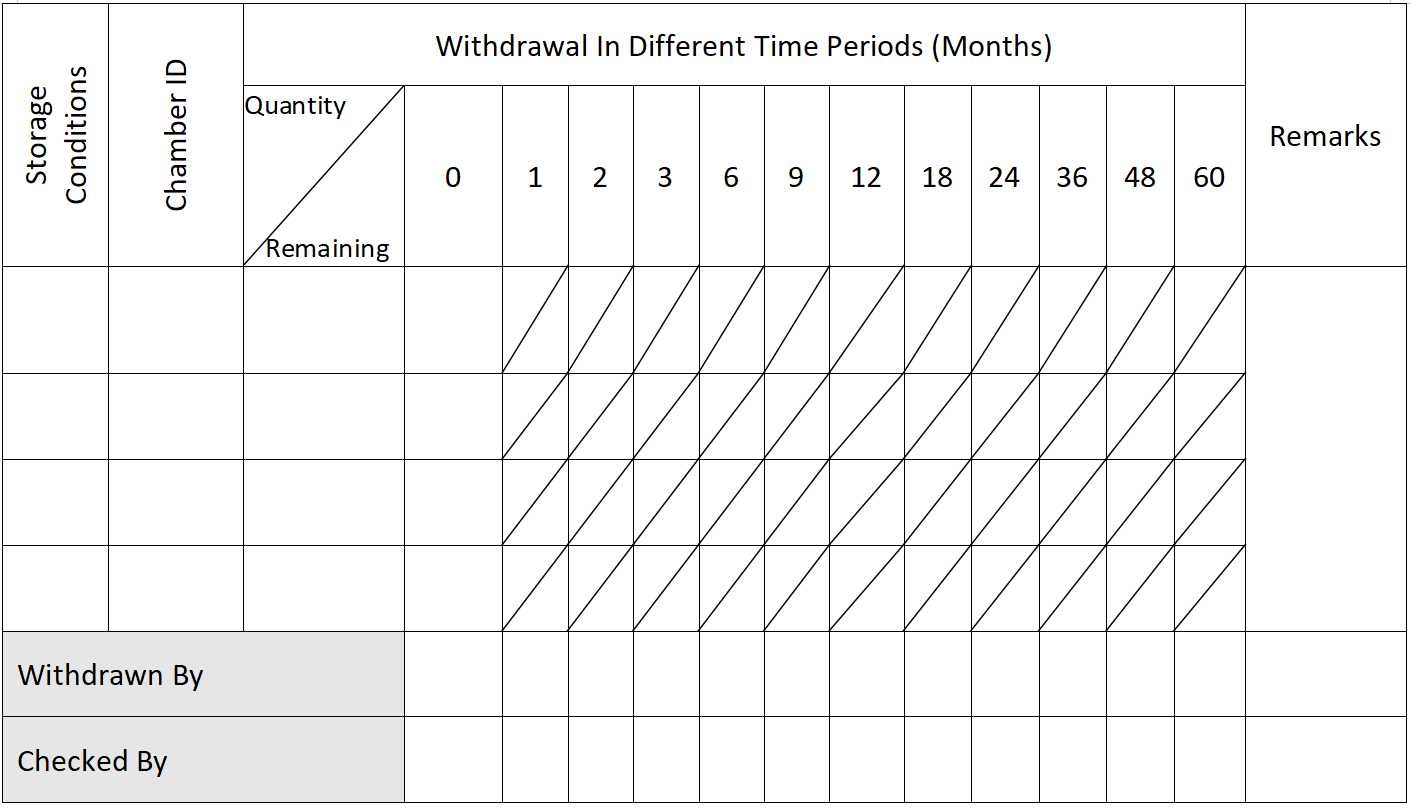 Storage
Conditions
Chamber ID
Withdrawal In Different Time Periods (Months)
Remarks
Quantity
Remaining
0 1 2 3 6 9 12 18 24 36 48 60
Withdrawn By
Checked By